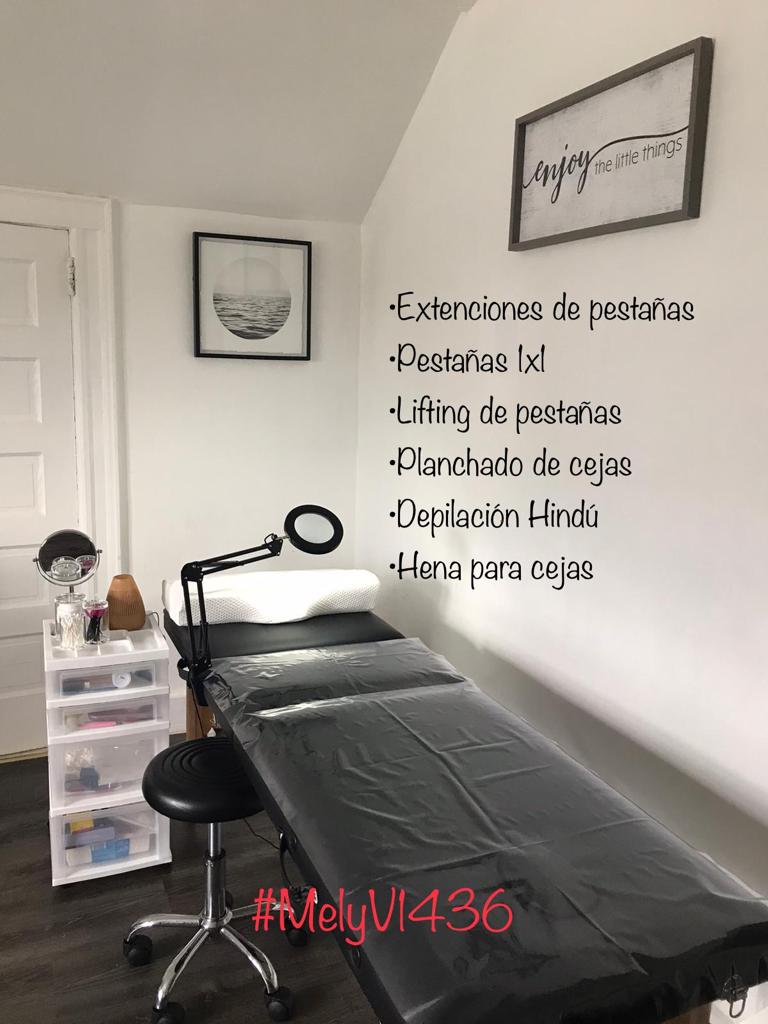 enjoy the little things
•Extenciones de pestañas
•Pestañas 1x1
•Lifting de pestañas
•Planchado de cejas
•Depilación Hindú
•Hena para cejas
#MelyV1436